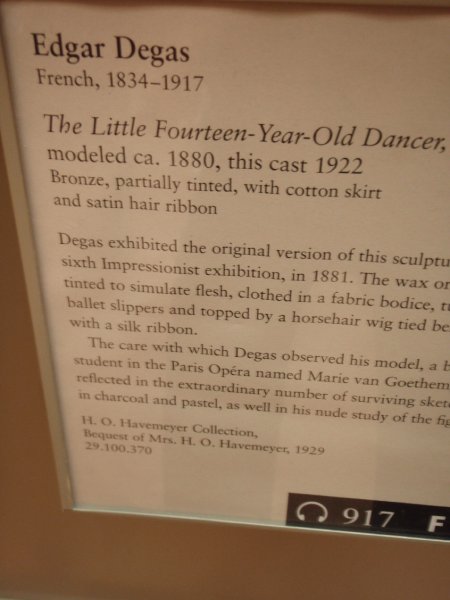 Edgar Degas
French, 1834–1917
The Little Fourteen-Year-Old Dancer,
modeled ca. 1880, this cast 1922
Bronze, partially tinted, with cotton skirt
and satin hair ribbon
Degas exhibited the original version of this sculptu
sixth Impressionist exhibition, in 1881. The wax or
tinted to simulate flesh, clothed in a fabric bodice, tu
ballet slippers and topped by a horsehair wig tied be
with a silk ribbon.
The care with which Degas observed his model, a b
student in the Paris Opéra named Marie van Goethem
reflected in the extraordinary number of surviving sket
in charcoal and pastel, as well in his nude study of the fig
H. O. Havemeyer Collection,
Bequest of Mrs. H. O. Havemeyer, 1929
29.100.370
917 F